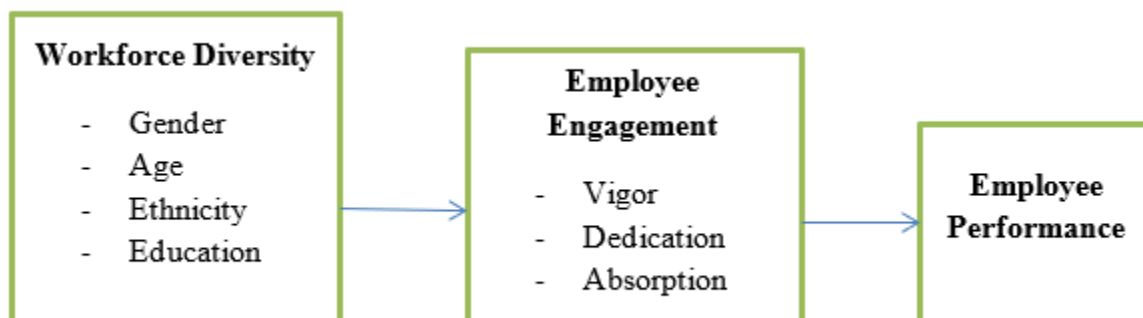 Workforce Diversity
- Gender
- Age
- Ethnicity
- Education
Employee
Engagement
- Vigor
- Dedication
- Absorption
Employee
Performance